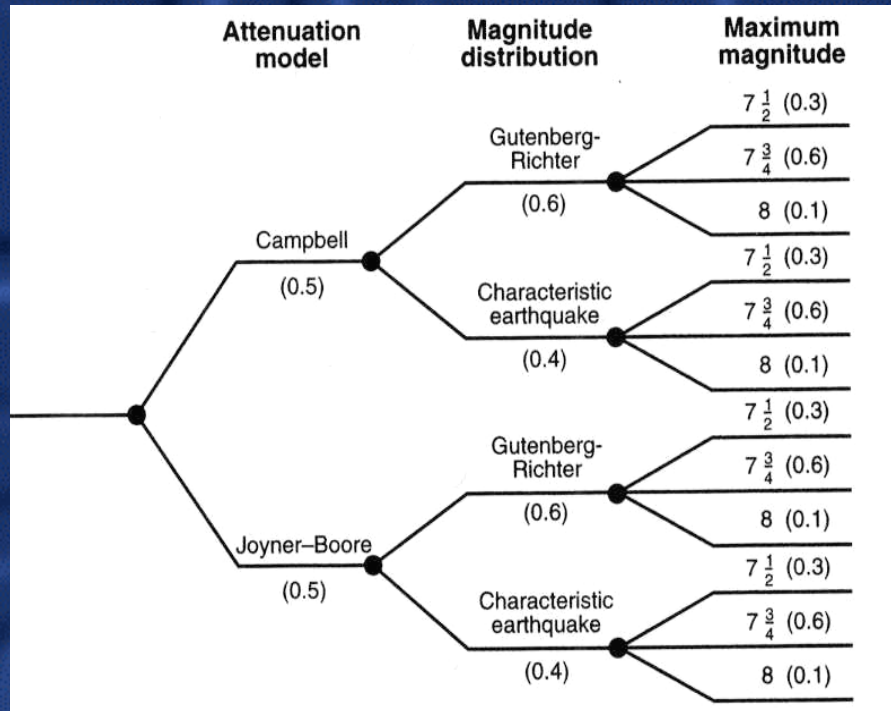 Attenuation
model
Magnitude
distribution
Maximum
magnitude
7 1/2 (0.3)
Gutenberg-
Richter
7 3/4 (0.6)
(0.6)
8 (0.1)
Campbell
(0.5)
7 1/2 (0.3)
Characteristic
earthquake
7 3/4 (0.6)
(0.4)
8 (0.1)
7 1/2 (0.3)
Gutenberg-
Richter
7 3/4 (0.6)
(0.6)
8 (0.1)
Joyner–Boore
(0.5)
7 1/2 (0.3)
Characteristic
earthquake
7 3/4 (0.6)
(0.4)
8 (0.1)